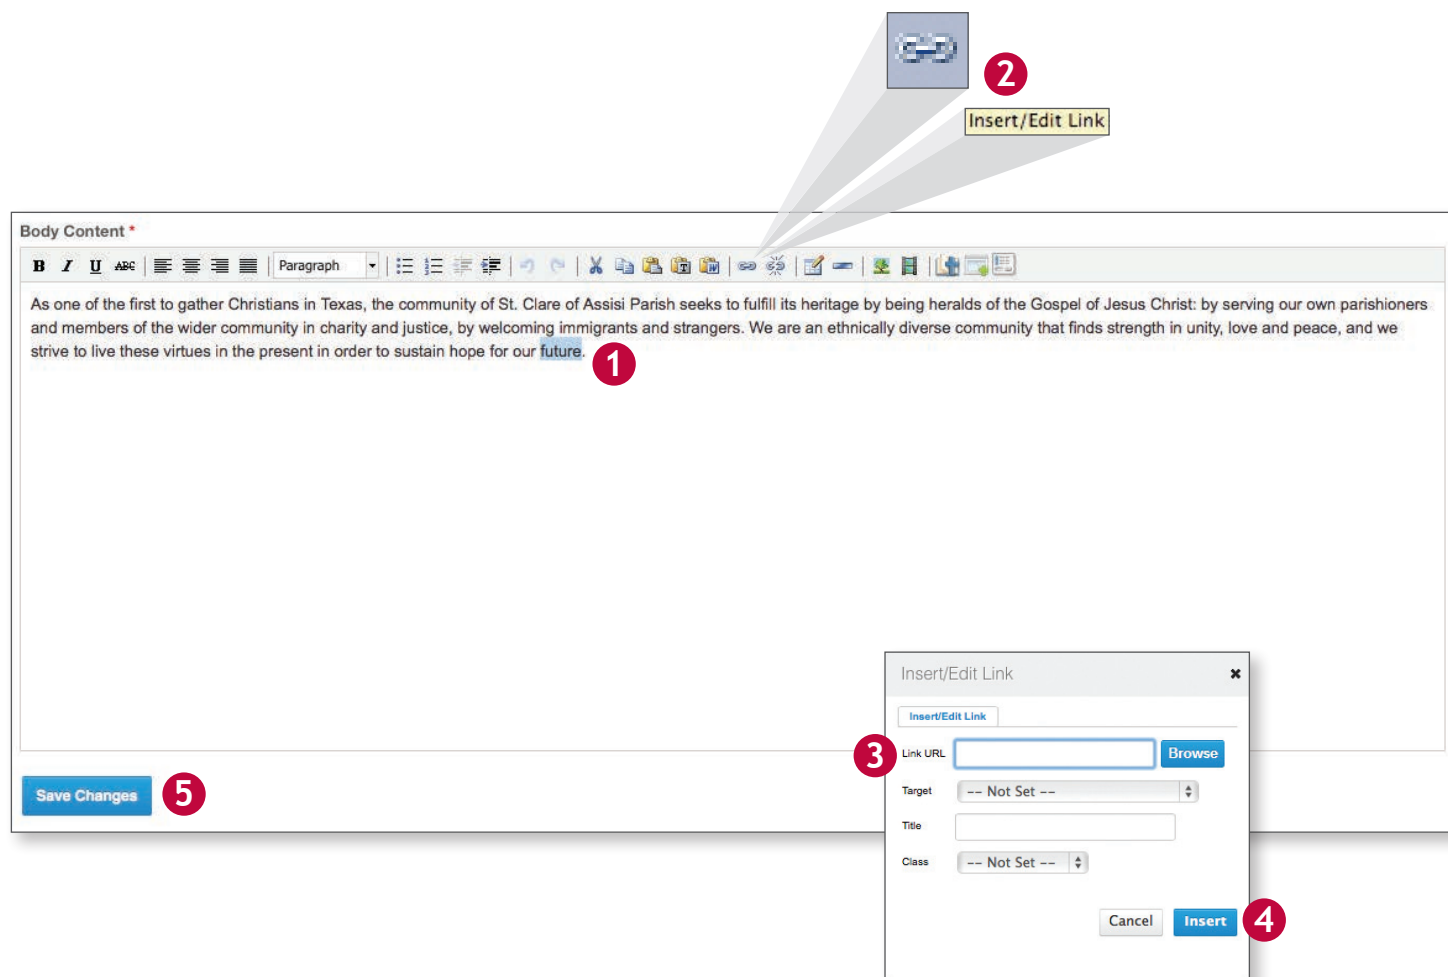 2
Insert/Edit Link
Body Content *
B I U ABC Paragraph
As one of the first to gather Christians in Texas, the community of St. Clare of Assisi Parish seeks to fulfill its heritage by being heralds of the Gospel of Jesus Christ: by serving our own parishioners
and members of the wider community in charity and justice, by welcoming immigrants and strangers. We are an ethnically diverse community that finds strength in unity, love and peace, and we
strive to live these virtues in the present in order to sustain hope for our future.
1
Insert/Edit Link
Insert/Edit Link
3 Link URL Browse
Target -- Not Set --
Title
Class -- Not Set --
Cancel Insert 4
Save Changes 5